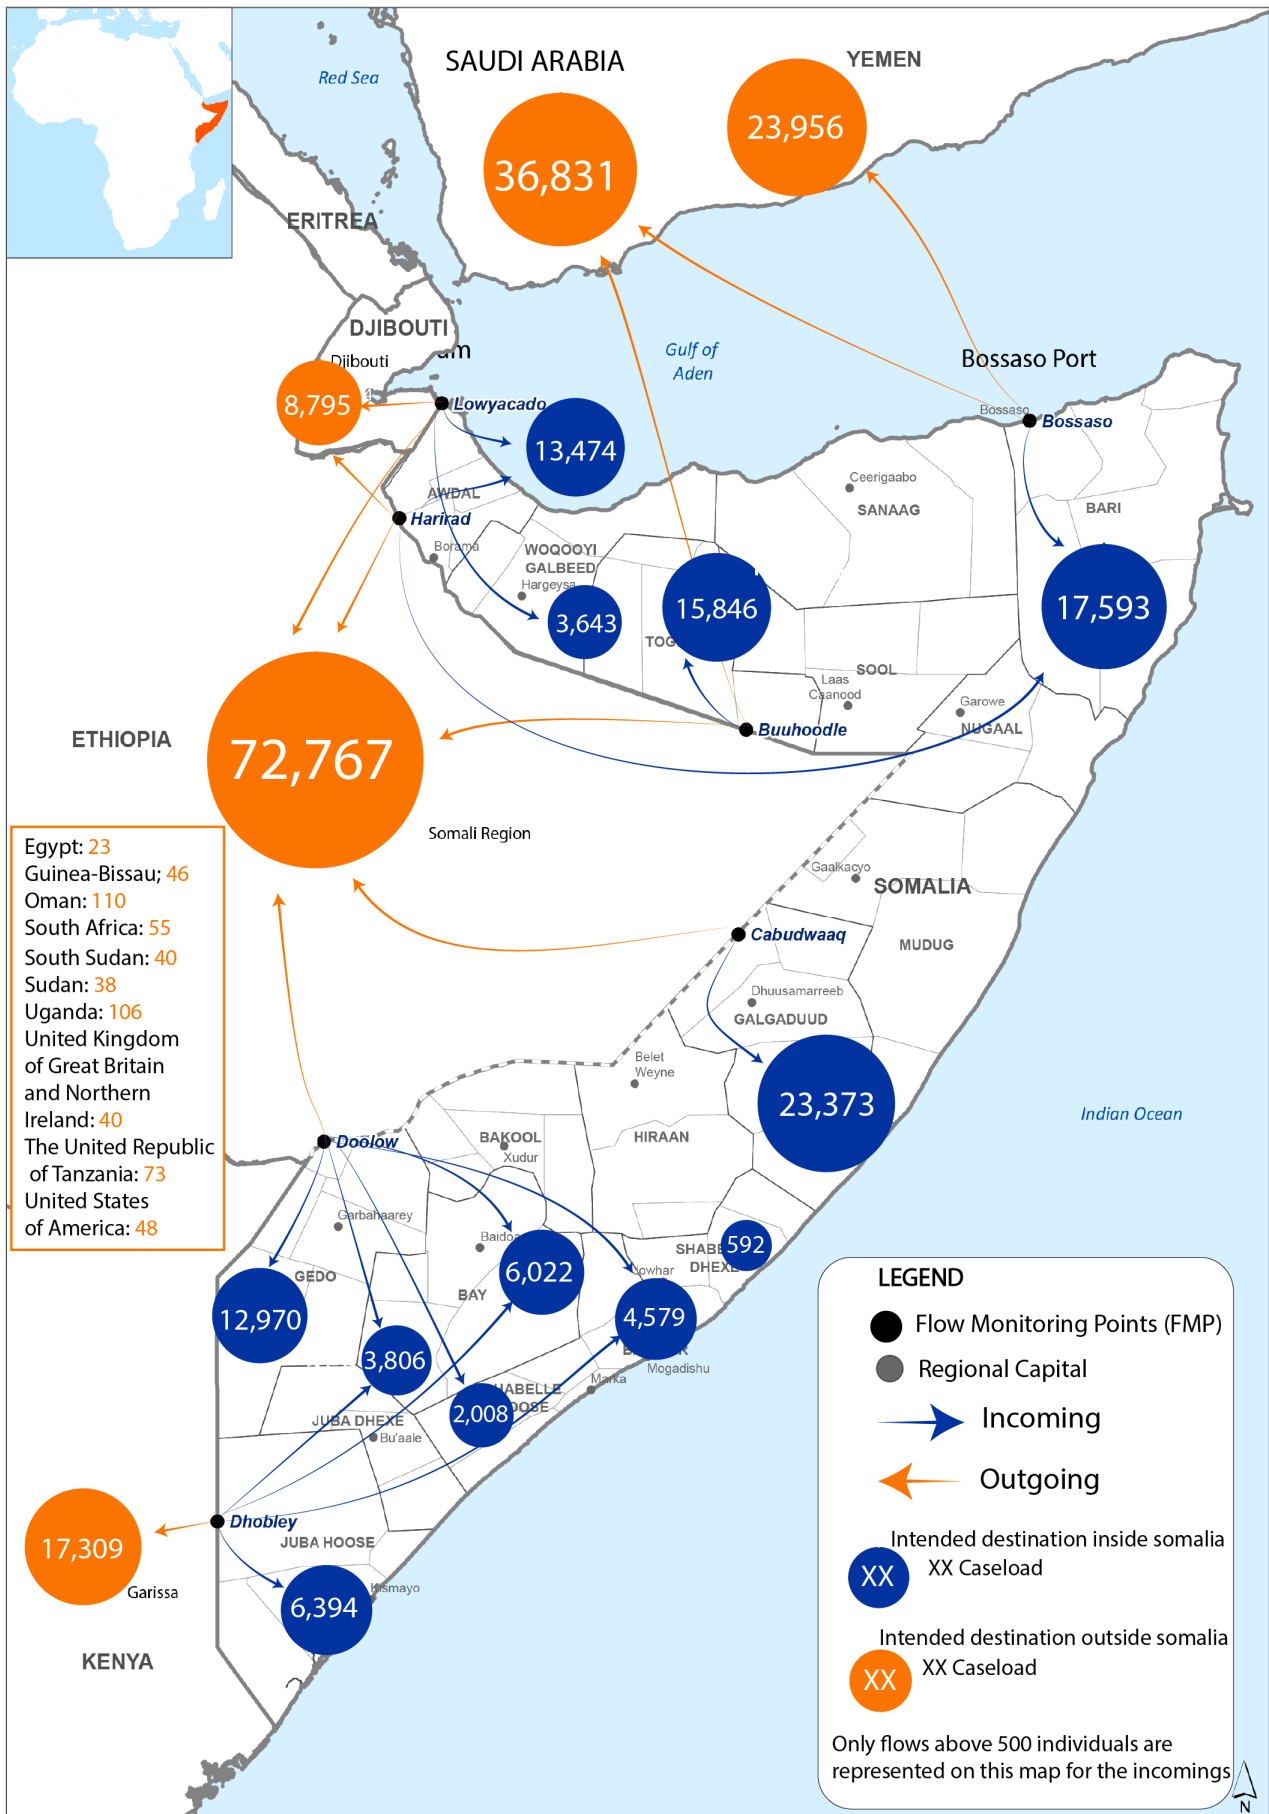 SAUDI ARABIA
YEMEN
Red Sea
23,956
36,831
ERITREA
DJIBOUTI
Djibouti
um
Gulf of
Aden
Bossaso Port
8,795
Lowyacado
Bossaso
Bossaso
13,474
Ceerigaabo
AWDAL
SANAAG
BARI
Harirad
Borama
WOQOOYI
GALBEED
Hargeysa
3,643
15,846
17,593
TOG
SOOL
Laas
Caanood
Garowe
NUGAAL
Buuhoodle
ETHIOPIA
72,767
Somali Region
Egypt: 23
Guinea-Bissau; 46
Oman: 110
South Africa: 55
South Sudan: 40
Sudan: 38
Uganda: 106
United Kingdom
of Great Britain
and Northern
Ireland: 40
The United Republic
of Tanzania: 73
United States
of America: 48
Gaalkacyo
SOMALIA
Cabudwaaq
MUDUG
Dhuusamarreeb
GALGADUUD
Belet
Weyne
23,373
Indian Ocean
Doolow
BAKOOL
Xudur
HIRAAN
Garbahaarey
Baidoa
SHABE
DHEXE
592
GEDO
6,022
Jowhar
BAY
12,970
4,579
3,806
Mogadishu
Marka
HABELLE
OOSE
2,008
JUBA DHEXE
Bu'aale
Dhobley
17,309
JUBA HOOSE
Garissa
Kismayo
6,394
KENYA
LEGEND
Flow Monitoring Points (FMP)
Regional Capital
Incoming
Outgoing
Intended destination inside somalia
XX
XX Caseload
Intended destination outside somalia
XX
XX Caseload
Only flows above 500 individuals are
represented on this map for the incomings
N